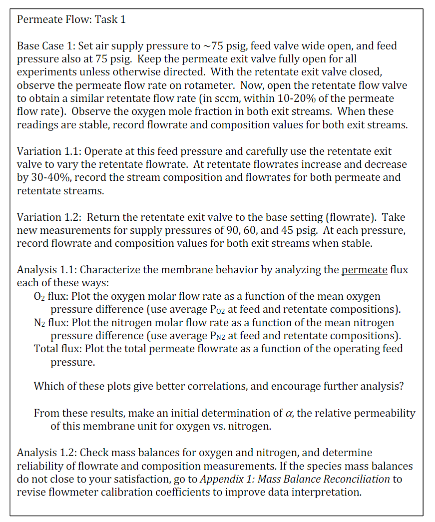 Permeate Flow: Task 1
Base Case 1: Set air supply pressure to ~75 psig, feed valve wide open, and feed
pressure also at 75 psig. Keep the permeate exit valve fully open for all
experiments unless otherwise directed. With the retentate exit valve closed,
observe the permeate flow rate on rotameter. Now, open the retentate flow valve
to obtain a similar retentate flow rate (in sccm, within 10-20% of the permeate
flow rate). Observe the oxygen mole fraction in both exit streams. When these
readings are stable, record flowrate and composition values for both exit streams.
Variation 1.1: Operate at this feed pressure and carefully use the retentate exit
valve to vary the retentate flowrate. At retentate flowrates increase and decrease
by 30-40%, record the stream composition and flowrates for both permeate and
retentate streams.
Variation 1.2: Return the retentate exit valve to the base setting (flowrate). Take
new measurements for supply pressures of 90, 60, and 45 psig. At each pressure,
record flowrate and composition values for both exit streams when stable.
Analysis 1.1: Characterize the membrane behavior by analyzing the permeate flux
each of these ways:
O₂ flux: Plot the oxygen molar flow rate as a function of the mean oxygen
pressure difference (use average P_O2 at feed and retentate compositions).
N₂ flux: Plot the nitrogen molar flow rate as a function of the mean nitrogen
pressure difference (use average P_N2 at feed and retentate compositions).
Total flux: Plot the total permeate flowrate as a function of the operating feed
pressure.
Which of these plots give better correlations, and encourage further analysis?
From these results, make an initial determination of α, the relative permeability
of this membrane unit for oxygen vs. nitrogen.
Analysis 1.2: Check mass balances for oxygen and nitrogen, and determine
reliability of flowrate and composition measurements. If the species mass balances
do not close to your satisfaction, go to Appendix 1: Mass Balance Reconciliation to
revise flowmeter calibration coefficients to improve data interpretation.